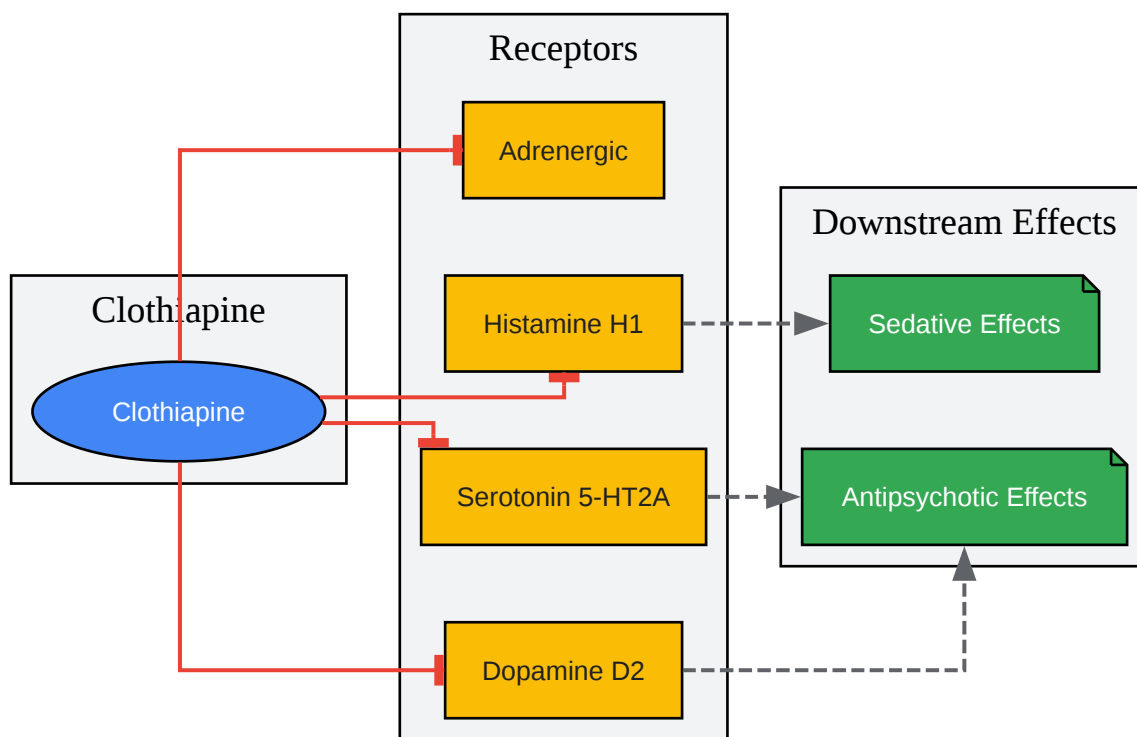 Receptors
Adrenergic
Downstream Effects
Clothiapine
Histamine H1
Sedative Effects
Clothiapine
Serotonin 5-HT2A
Antipsychotic Effects
Dopamine D2